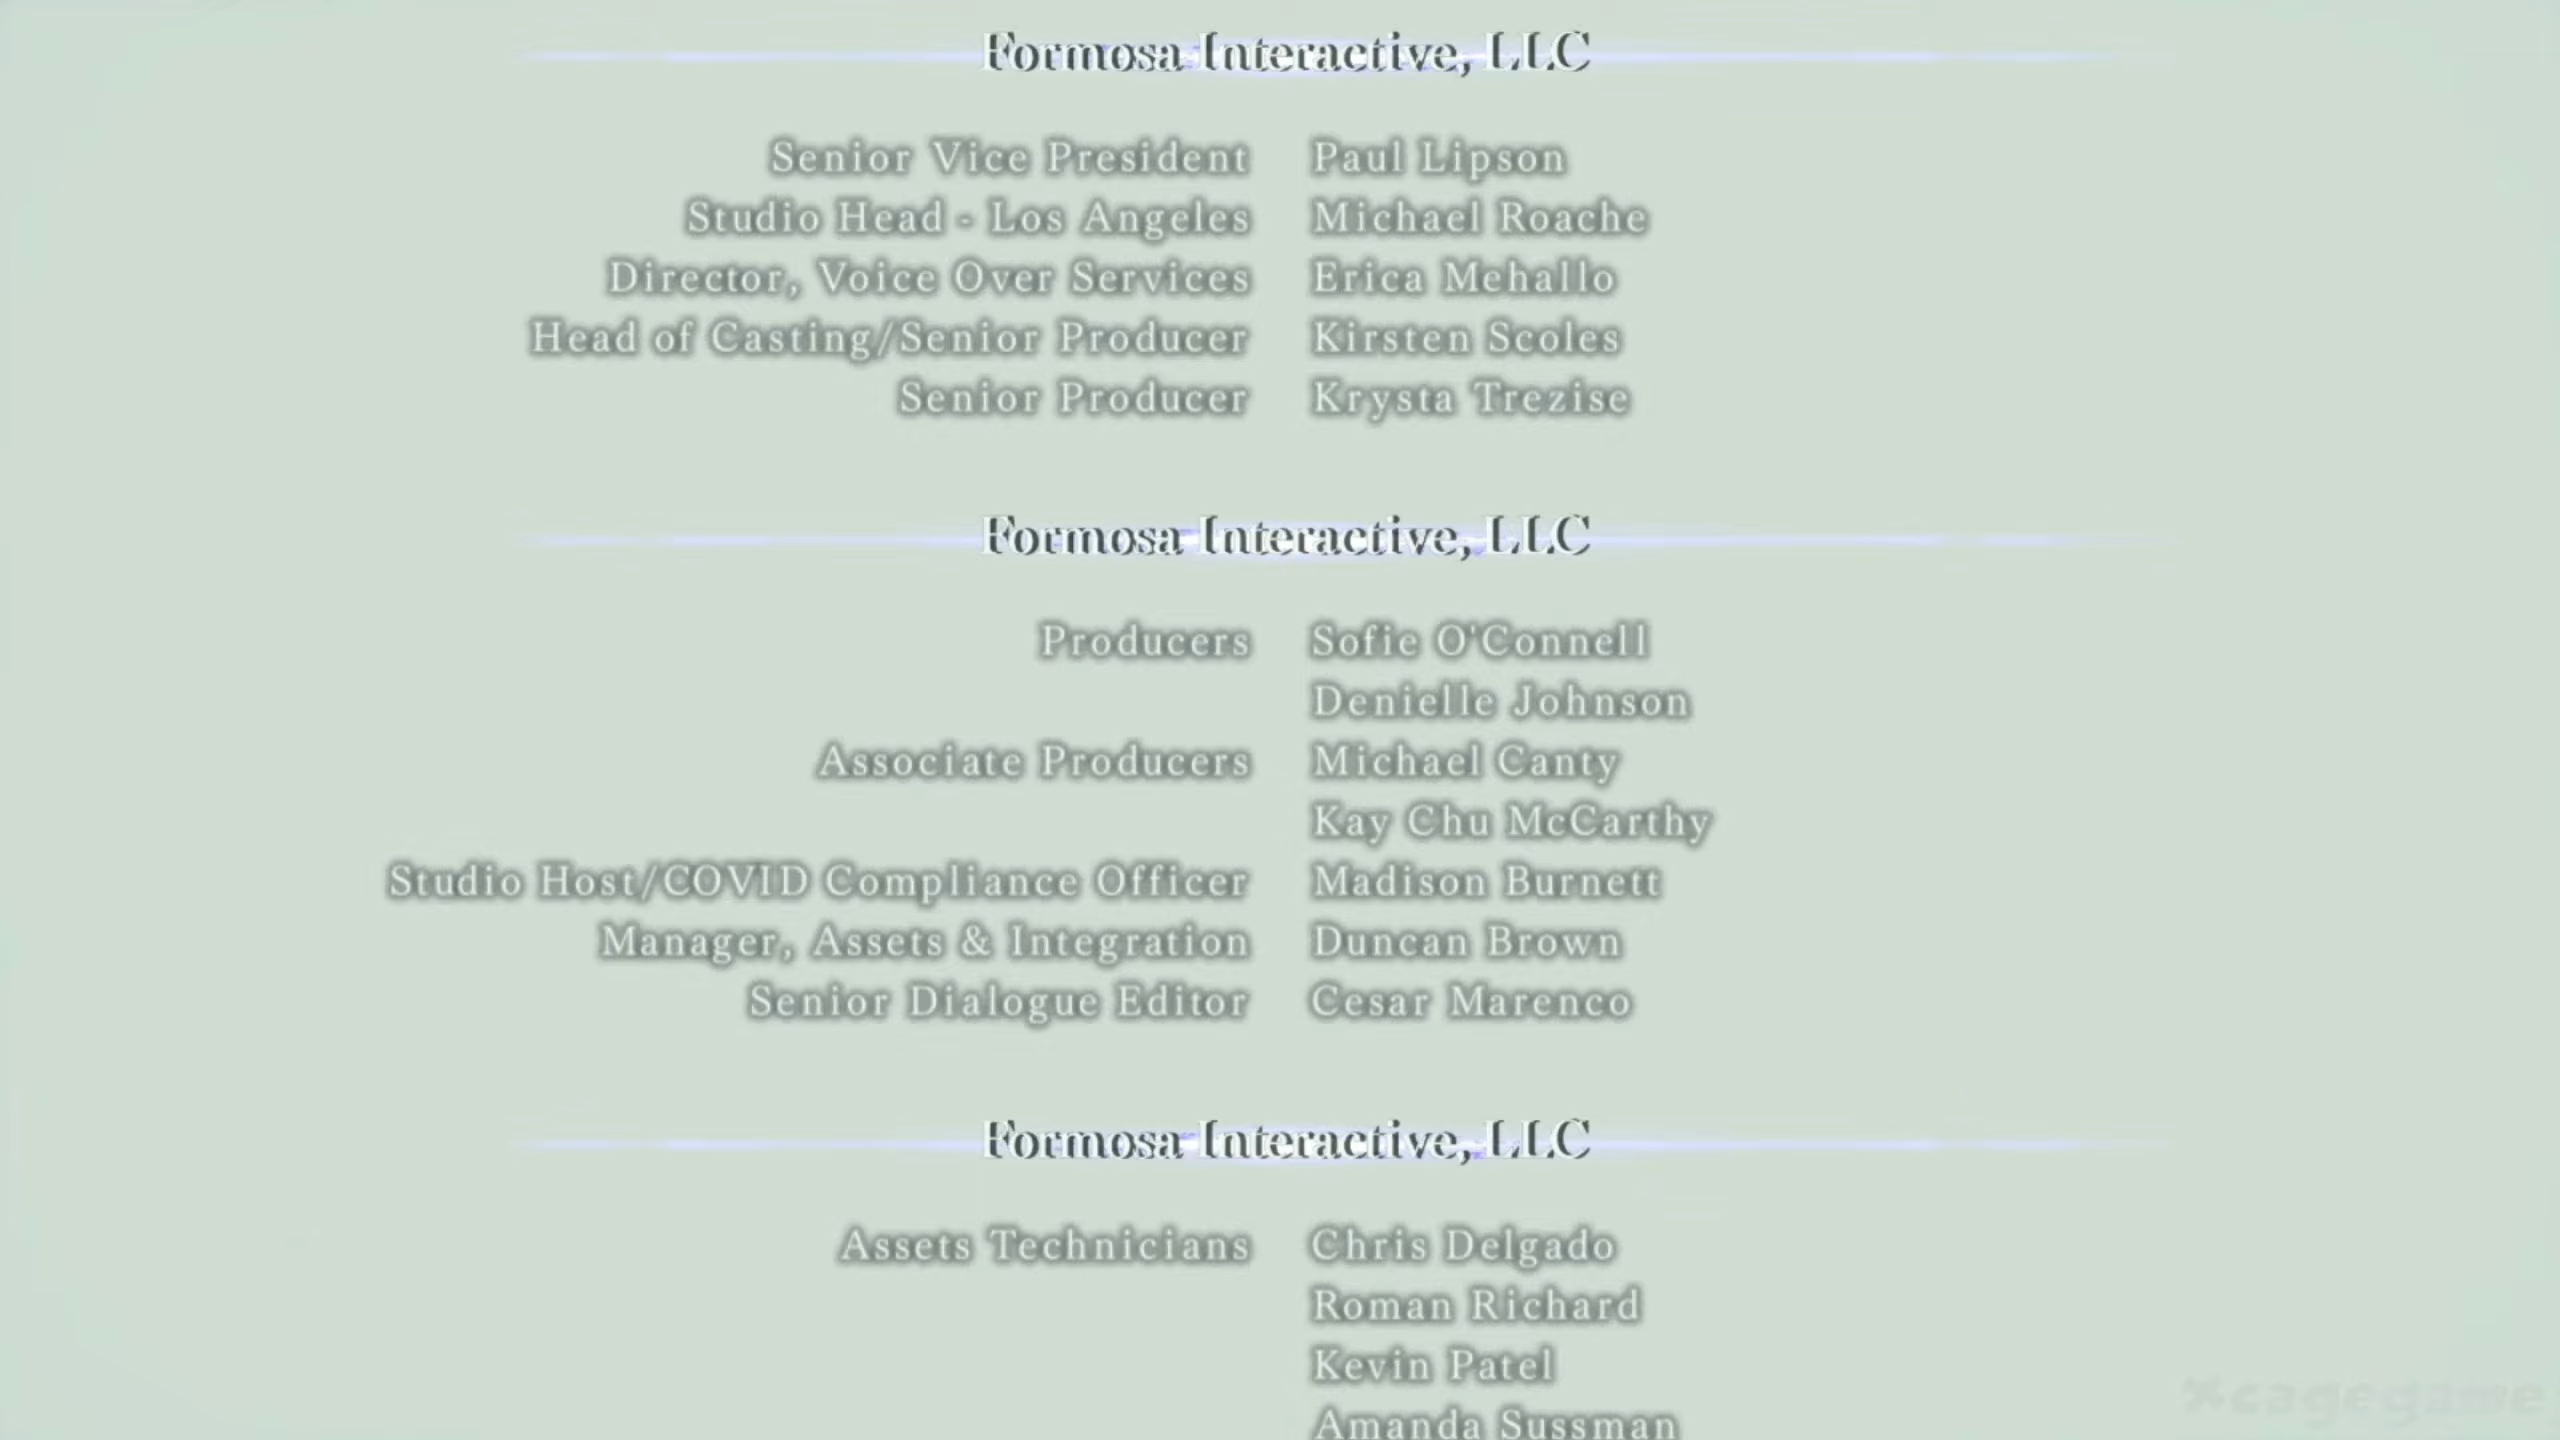 Formosa Interactive, LLC
Senior Vice President Paul Lipson
Studio Head - Los Angeles Michael Roache
Director, Voice Over Services Erica Mehallo
Head of Casting/Senior Producer Kirsten Scoles
Senior Producer Krysta Trezise
Formosa Interactive, LLC
Producers Sofie O'Connell
Denielle Johnson
Associate Producers Michael Canty
Kay Chu McCarthy
Studio Host/COVID Compliance Officer Madison Burnett
Manager, Assets & Integration Duncan Brown
Senior Dialogue Editor Cesar Marenco
Formosa Interactive, LLC
Assets Technicians Chris Delgado
Roman Richard
Kevin Patel
Amanda Sussman
Xcagegame